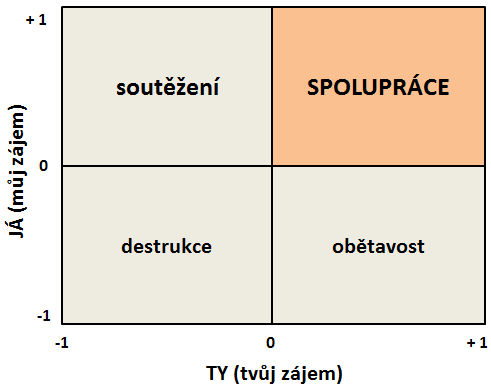 + 1
soutěžení
SPOLUPRÁCE
JÁ (můj zájem)
0
destrukce
obětavost
-1
-1
0
+ 1
TY (tvůj zájem)